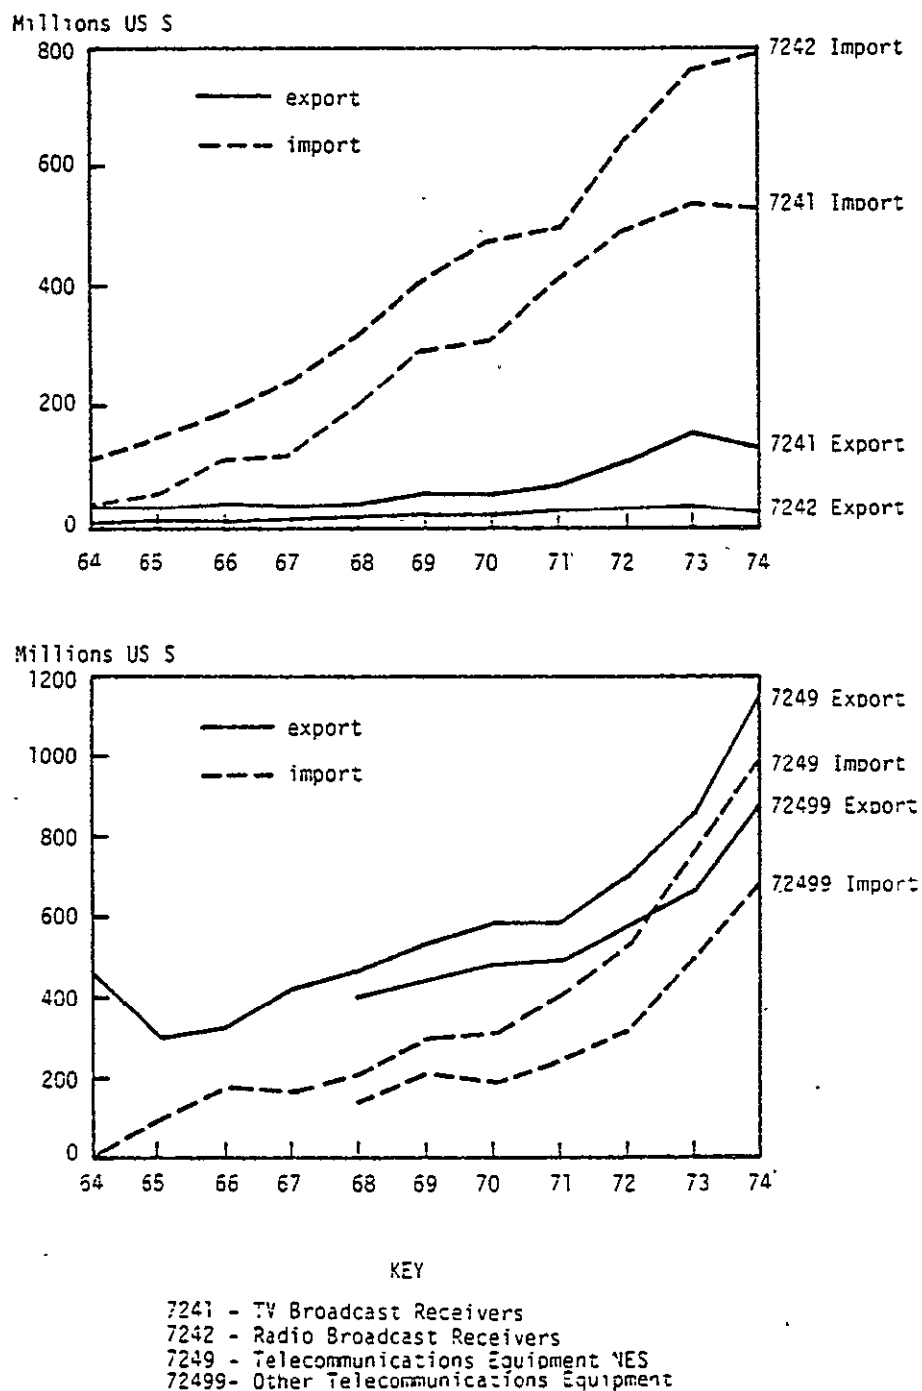 Millions US $
800
7242 Import
export
import
600
7241 Import
400
200
7241 Export
7242 Export
0
64 65 66 67 68 69 70 71 72 73 74
Millions US $
1200
7249 Export
export
1000
7249 Import
import
72499 Export
800
72499 Import
600
400
200
0
64 65 66 67 68 69 70 71 72 73 74
KEY
7241 - TV Broadcast Receivers
7242 - Radio Broadcast Receivers
7249 - Telecommunications Equipment NES
72499- Other Telecommunications Equipment